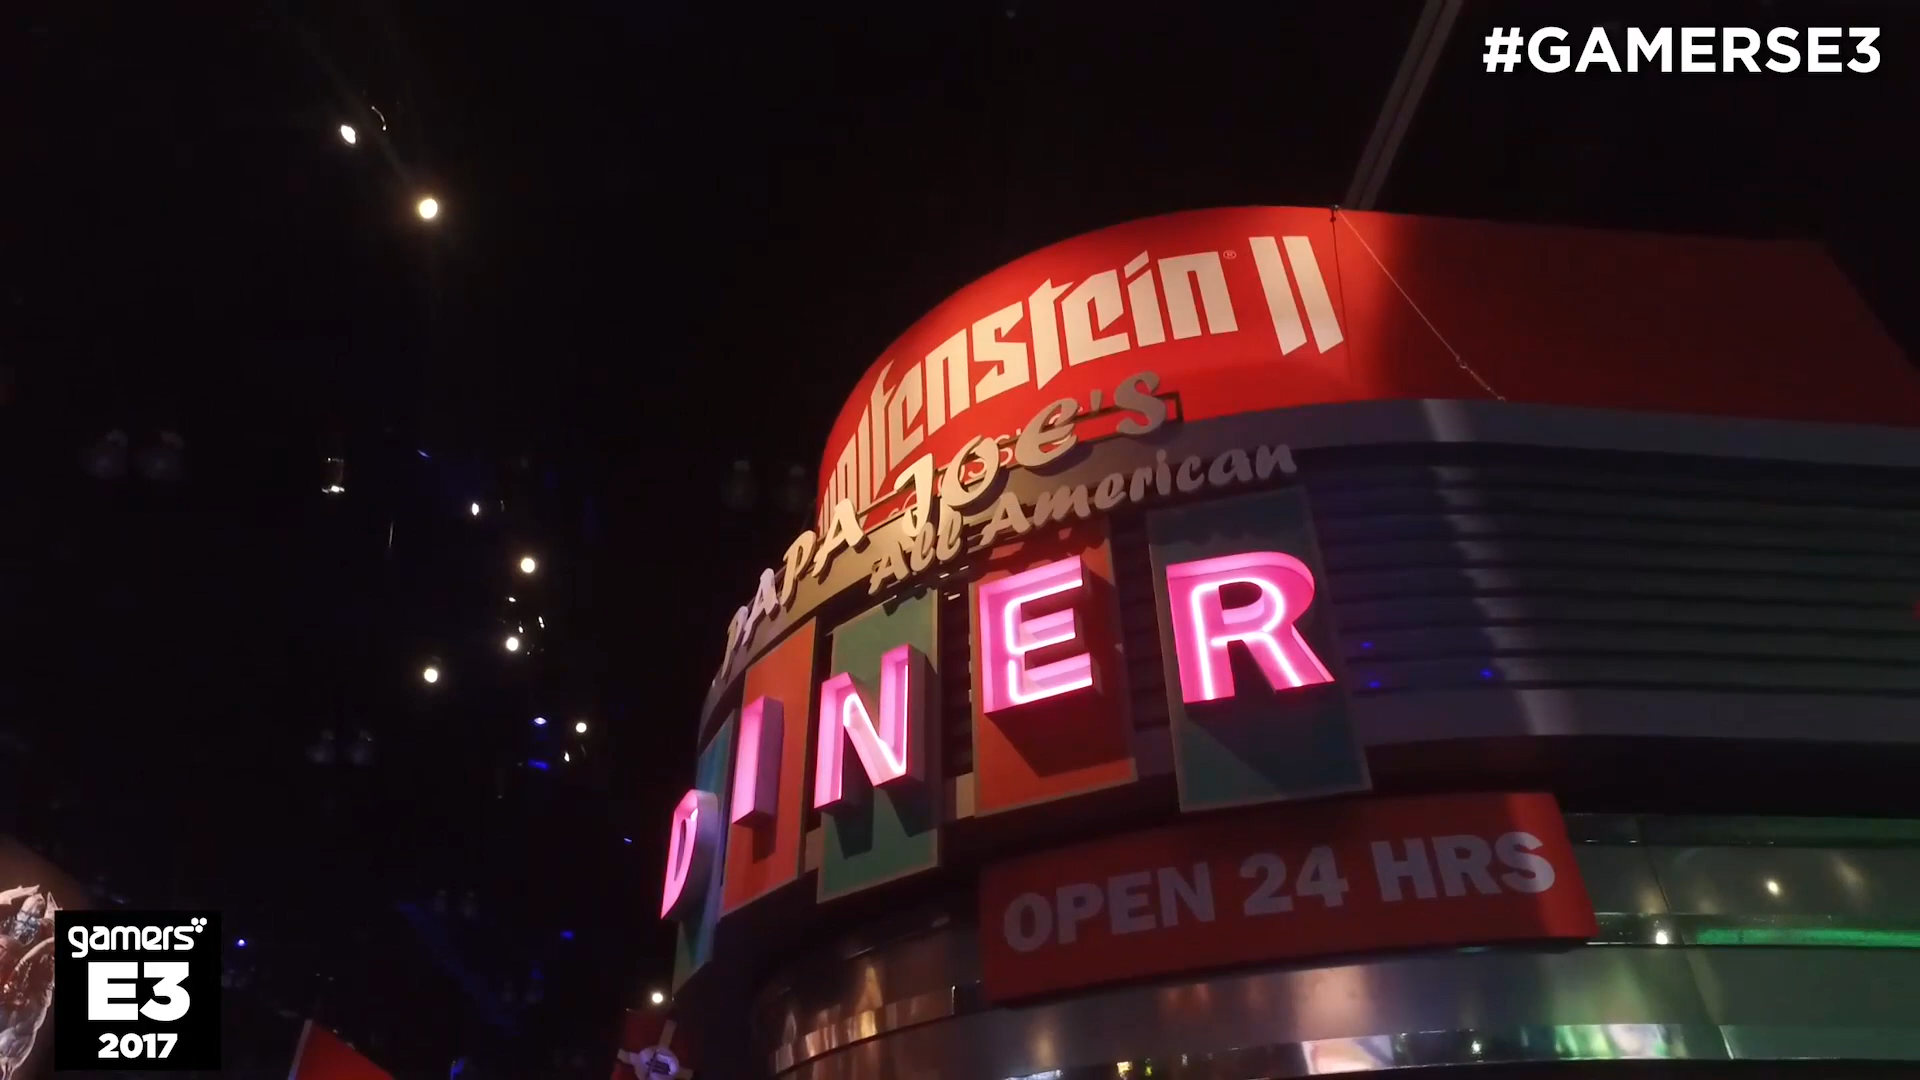 #GAMERSE3
Wolfenstein® II
PAPA JOE'S
All American
DINER
OPEN 24 HRS
gamers
E3
2017